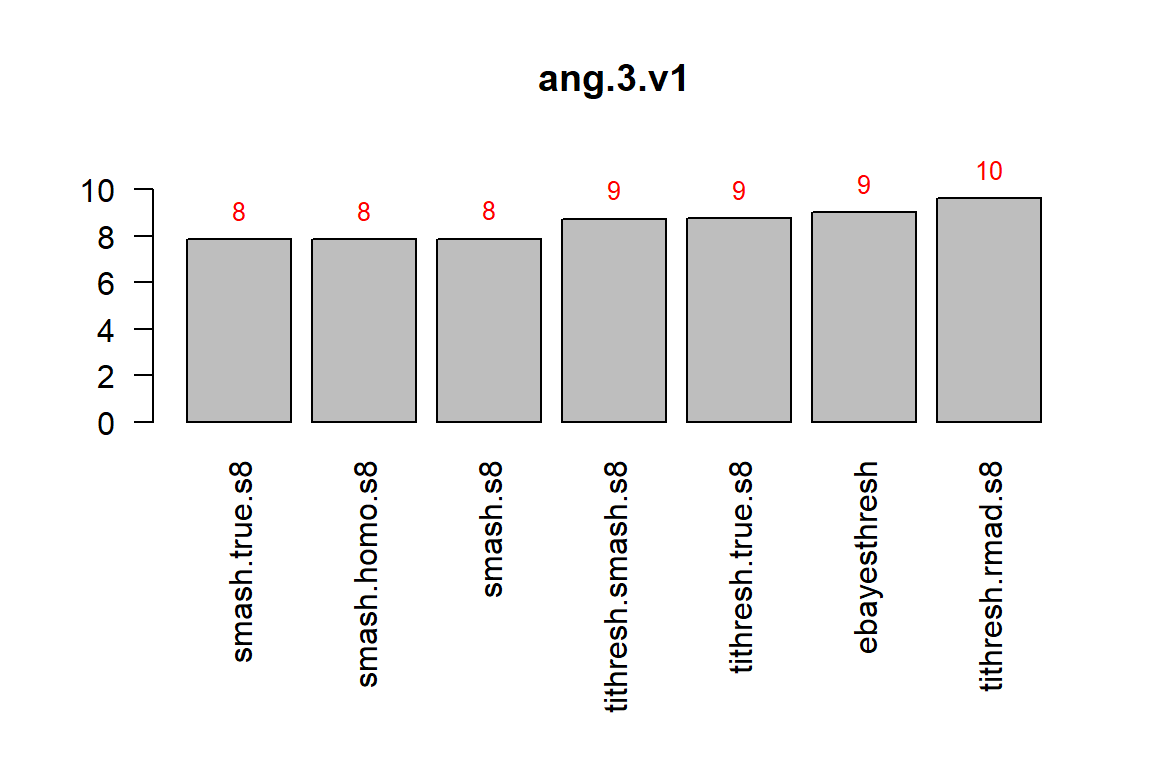 ang.3.v1
10
8
6
4
2
0
8
8
8
9
9
9
10
smash.true.s8
smash.homo.s8
smash.s8
tithresh.smash.s8
tithresh.true.s8
ebayesthresh
tithresh.rmad.s8